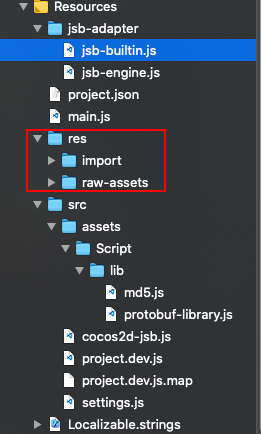 Resources
jsb-adapter
jsb-builtin.js
jsb-engine.js
project.json
main.js
res
import
raw-assets
src
assets
Script
lib
md5.js
protobuf-library.js
cocos2d-jsb.js
project.dev.js
project.dev.js.map
settings.js
Localizable.strings